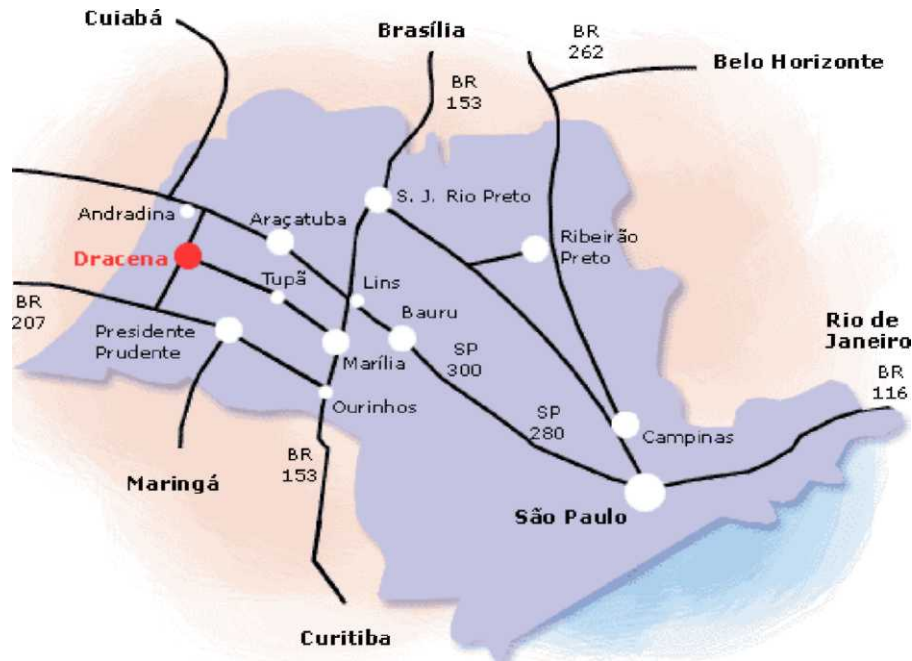 Cuiabá
Brasília
BR
262
Belo Horizonte
BR
153
S. J. Rio Preto
Andradina
Araçatuba
Ribeirão
Preto
Dracena
Tupã
Lins
BR
207
Bauru
Presidente
Prudente
Marília
SP
300
Rio de
Janeiro
BR
116
Ourinhos
SP
280
Campinas
Maringá
BR
153
São Paulo
Curitiba